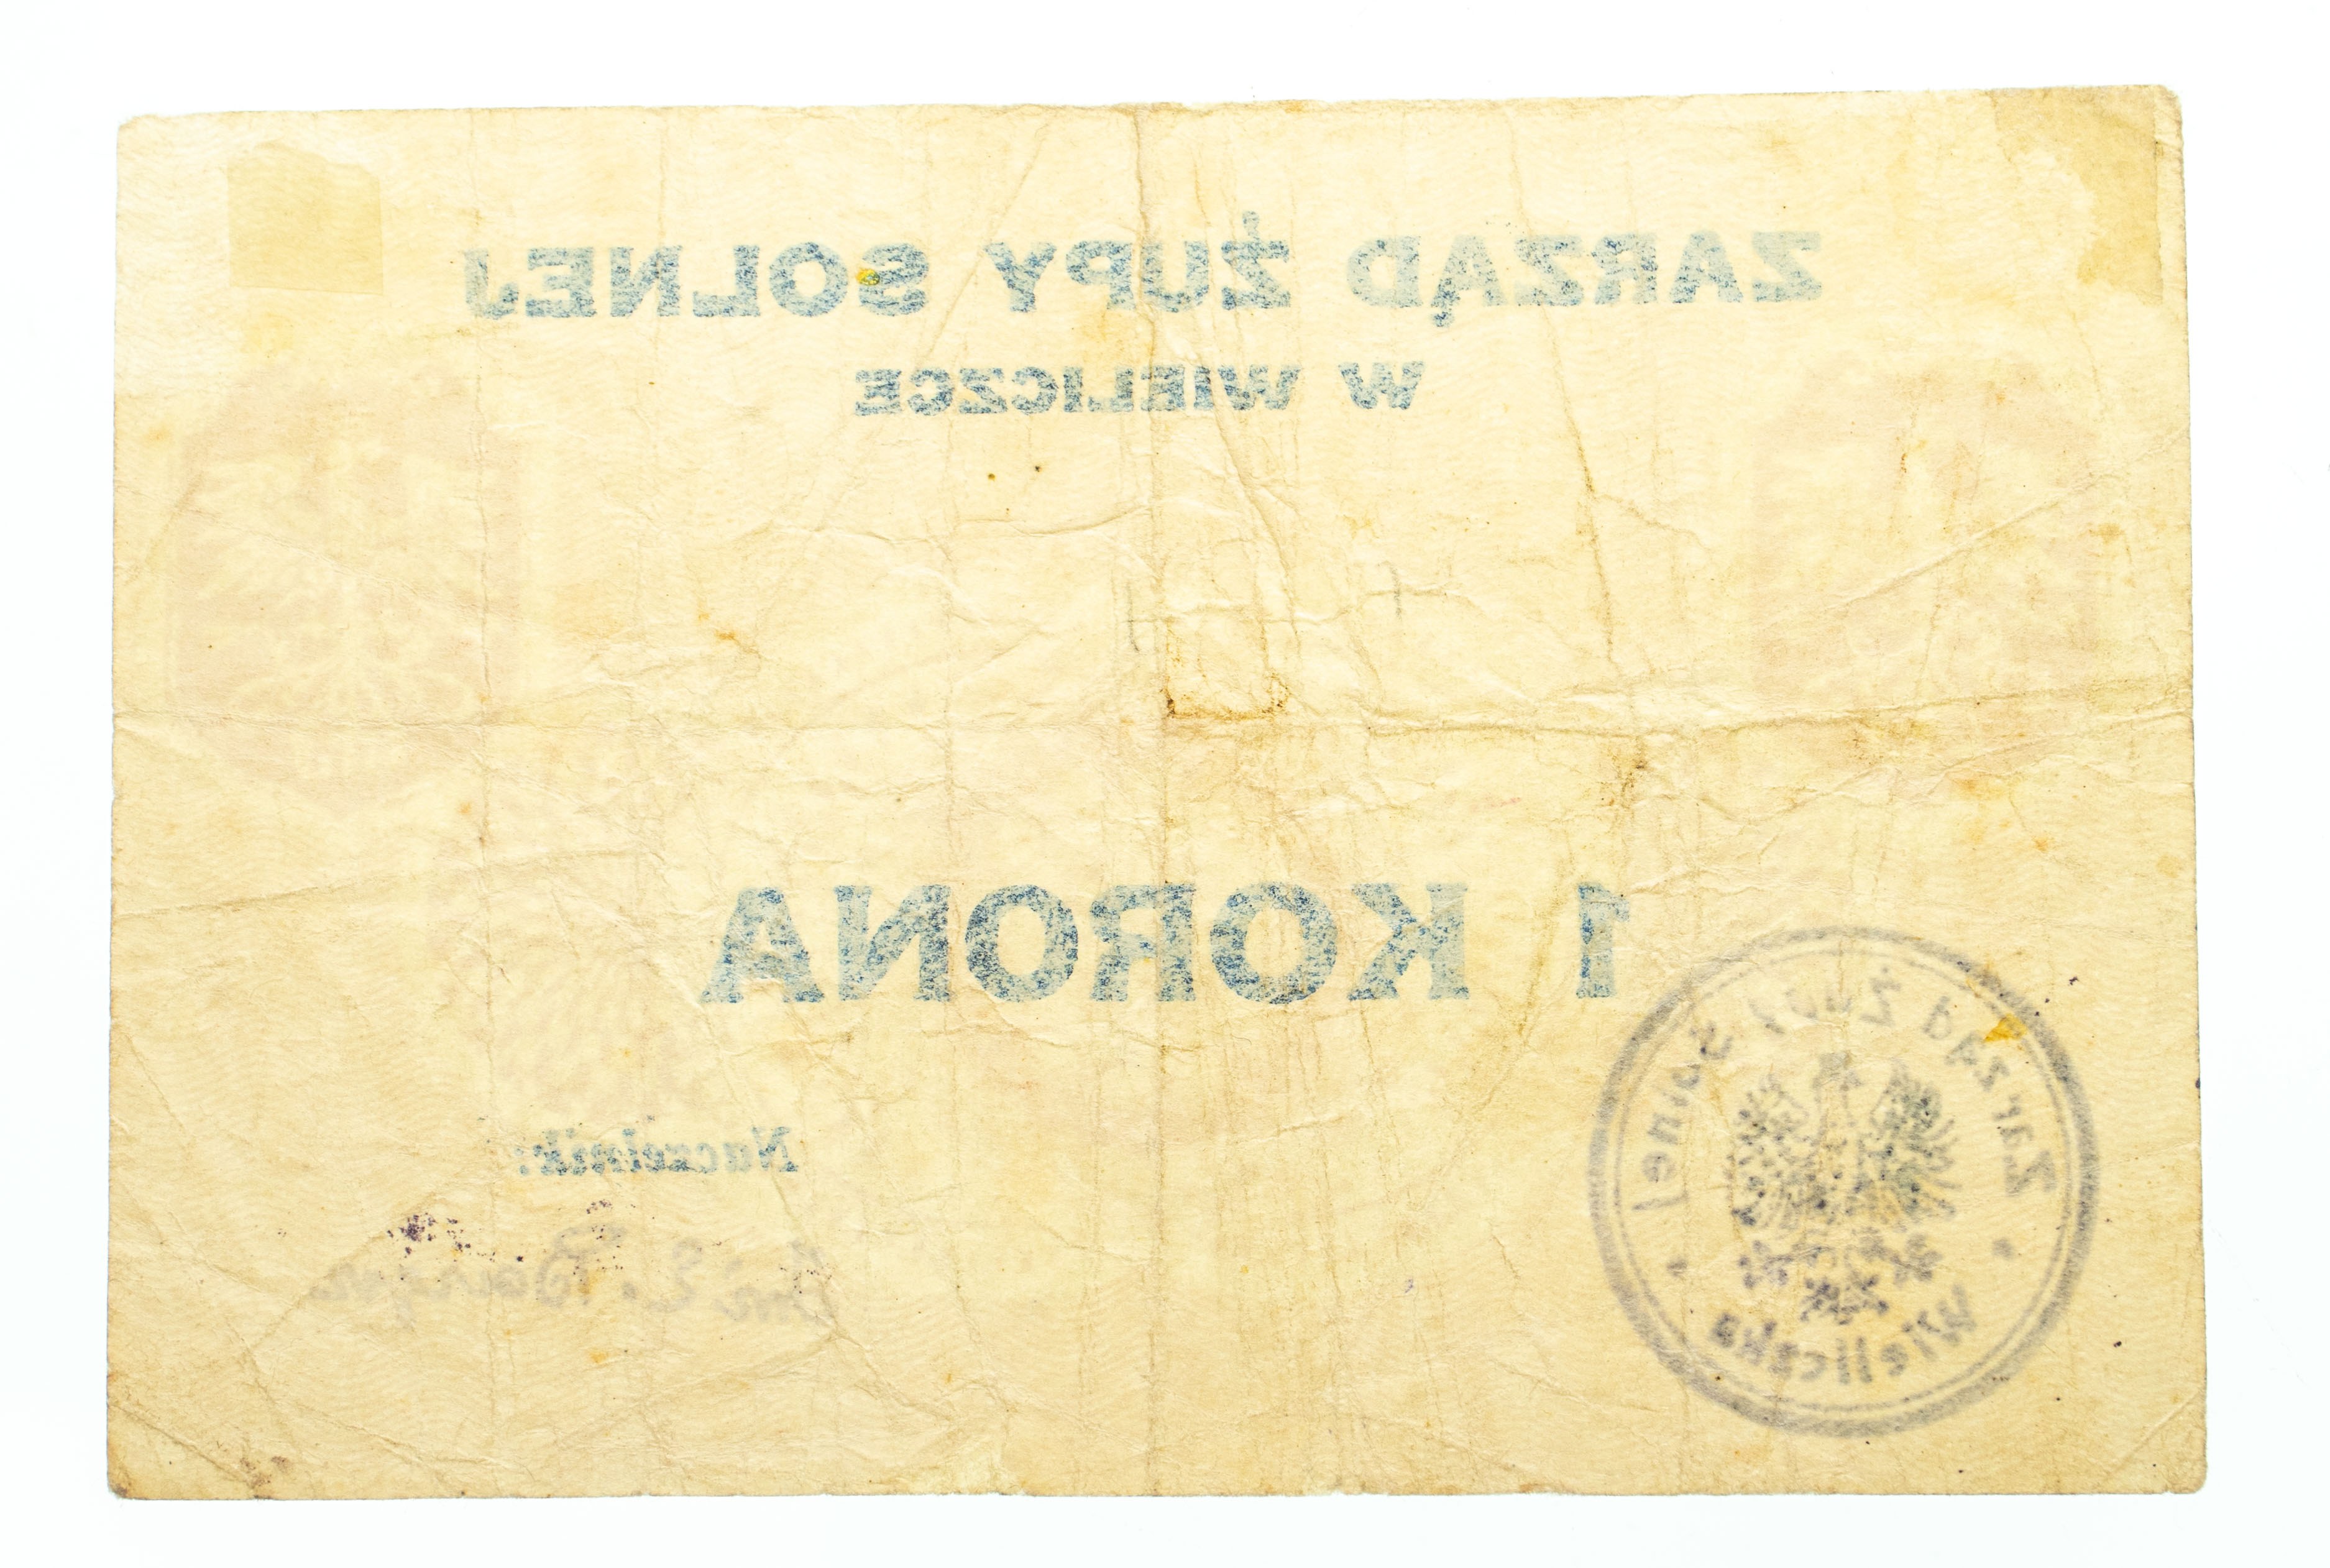 ZARZĄD ŻUPY SOLNEJ
W WIELICZCE
1 KORONA
Naczelnik:
Zarząd Żupy Solnej
Wieliczka